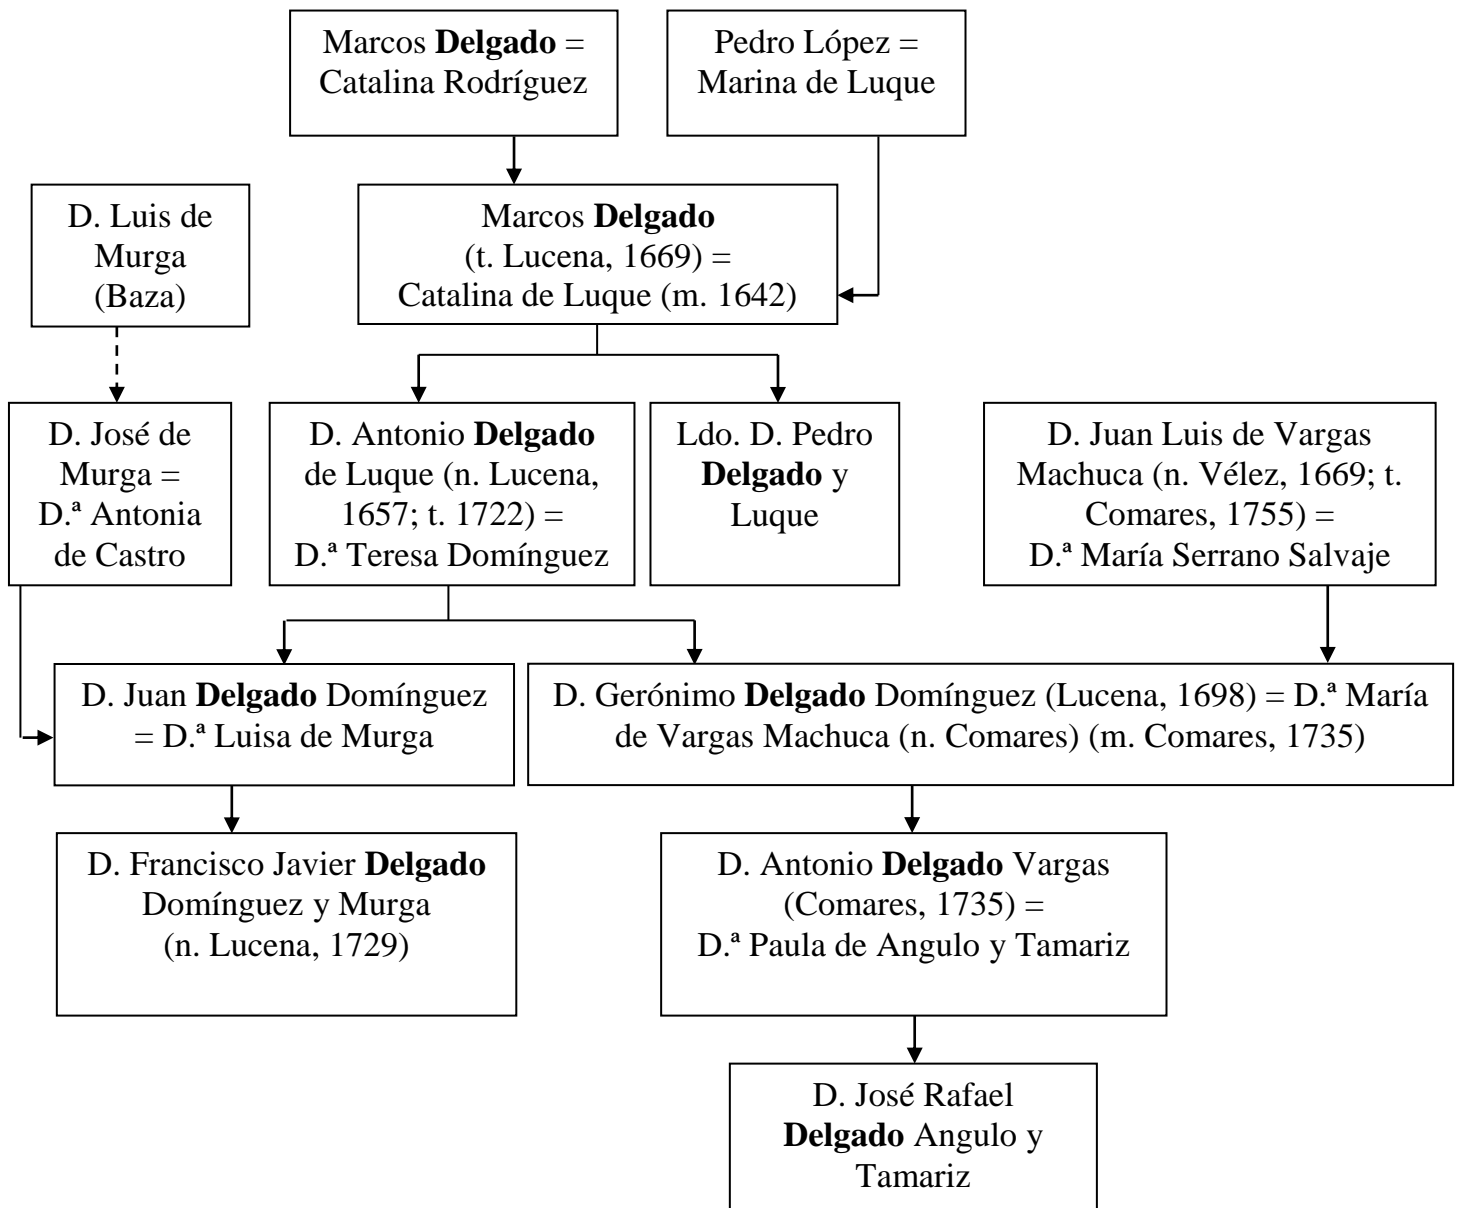 Marcos Delgado =
Catalina Rodríguez
Pedro López =
Marina de Luque
D. Luis de
Murga
(Baza)
Marcos Delgado
(t. Lucena, 1669) =
Catalina de Luque (m. 1642)
D. José de
Murga =
D.ª Antonia
de Castro
D. Antonio Delgado
de Luque (n. Lucena,
1657; t. 1722) =
D.ª Teresa Domínguez
Ldo. D. Pedro
Delgado y
Luque
D. Juan Luis de Vargas
Machuca (n. Vélez, 1669; t.
Comares, 1755) =
D.ª María Serrano Salvaje
D. Juan Delgado Domínguez
= D.ª Luisa de Murga
D. Gerónimo Delgado Domínguez (Lucena, 1698) = D.ª María
de Vargas Machuca (n. Comares) (m. Comares, 1735)
D. Francisco Javier Delgado
Domínguez y Murga
(n. Lucena, 1729)
D. Antonio Delgado Vargas
(Comares, 1735) =
D.ª Paula de Angulo y Tamariz
D. José Rafael
Delgado Angulo y
Tamariz